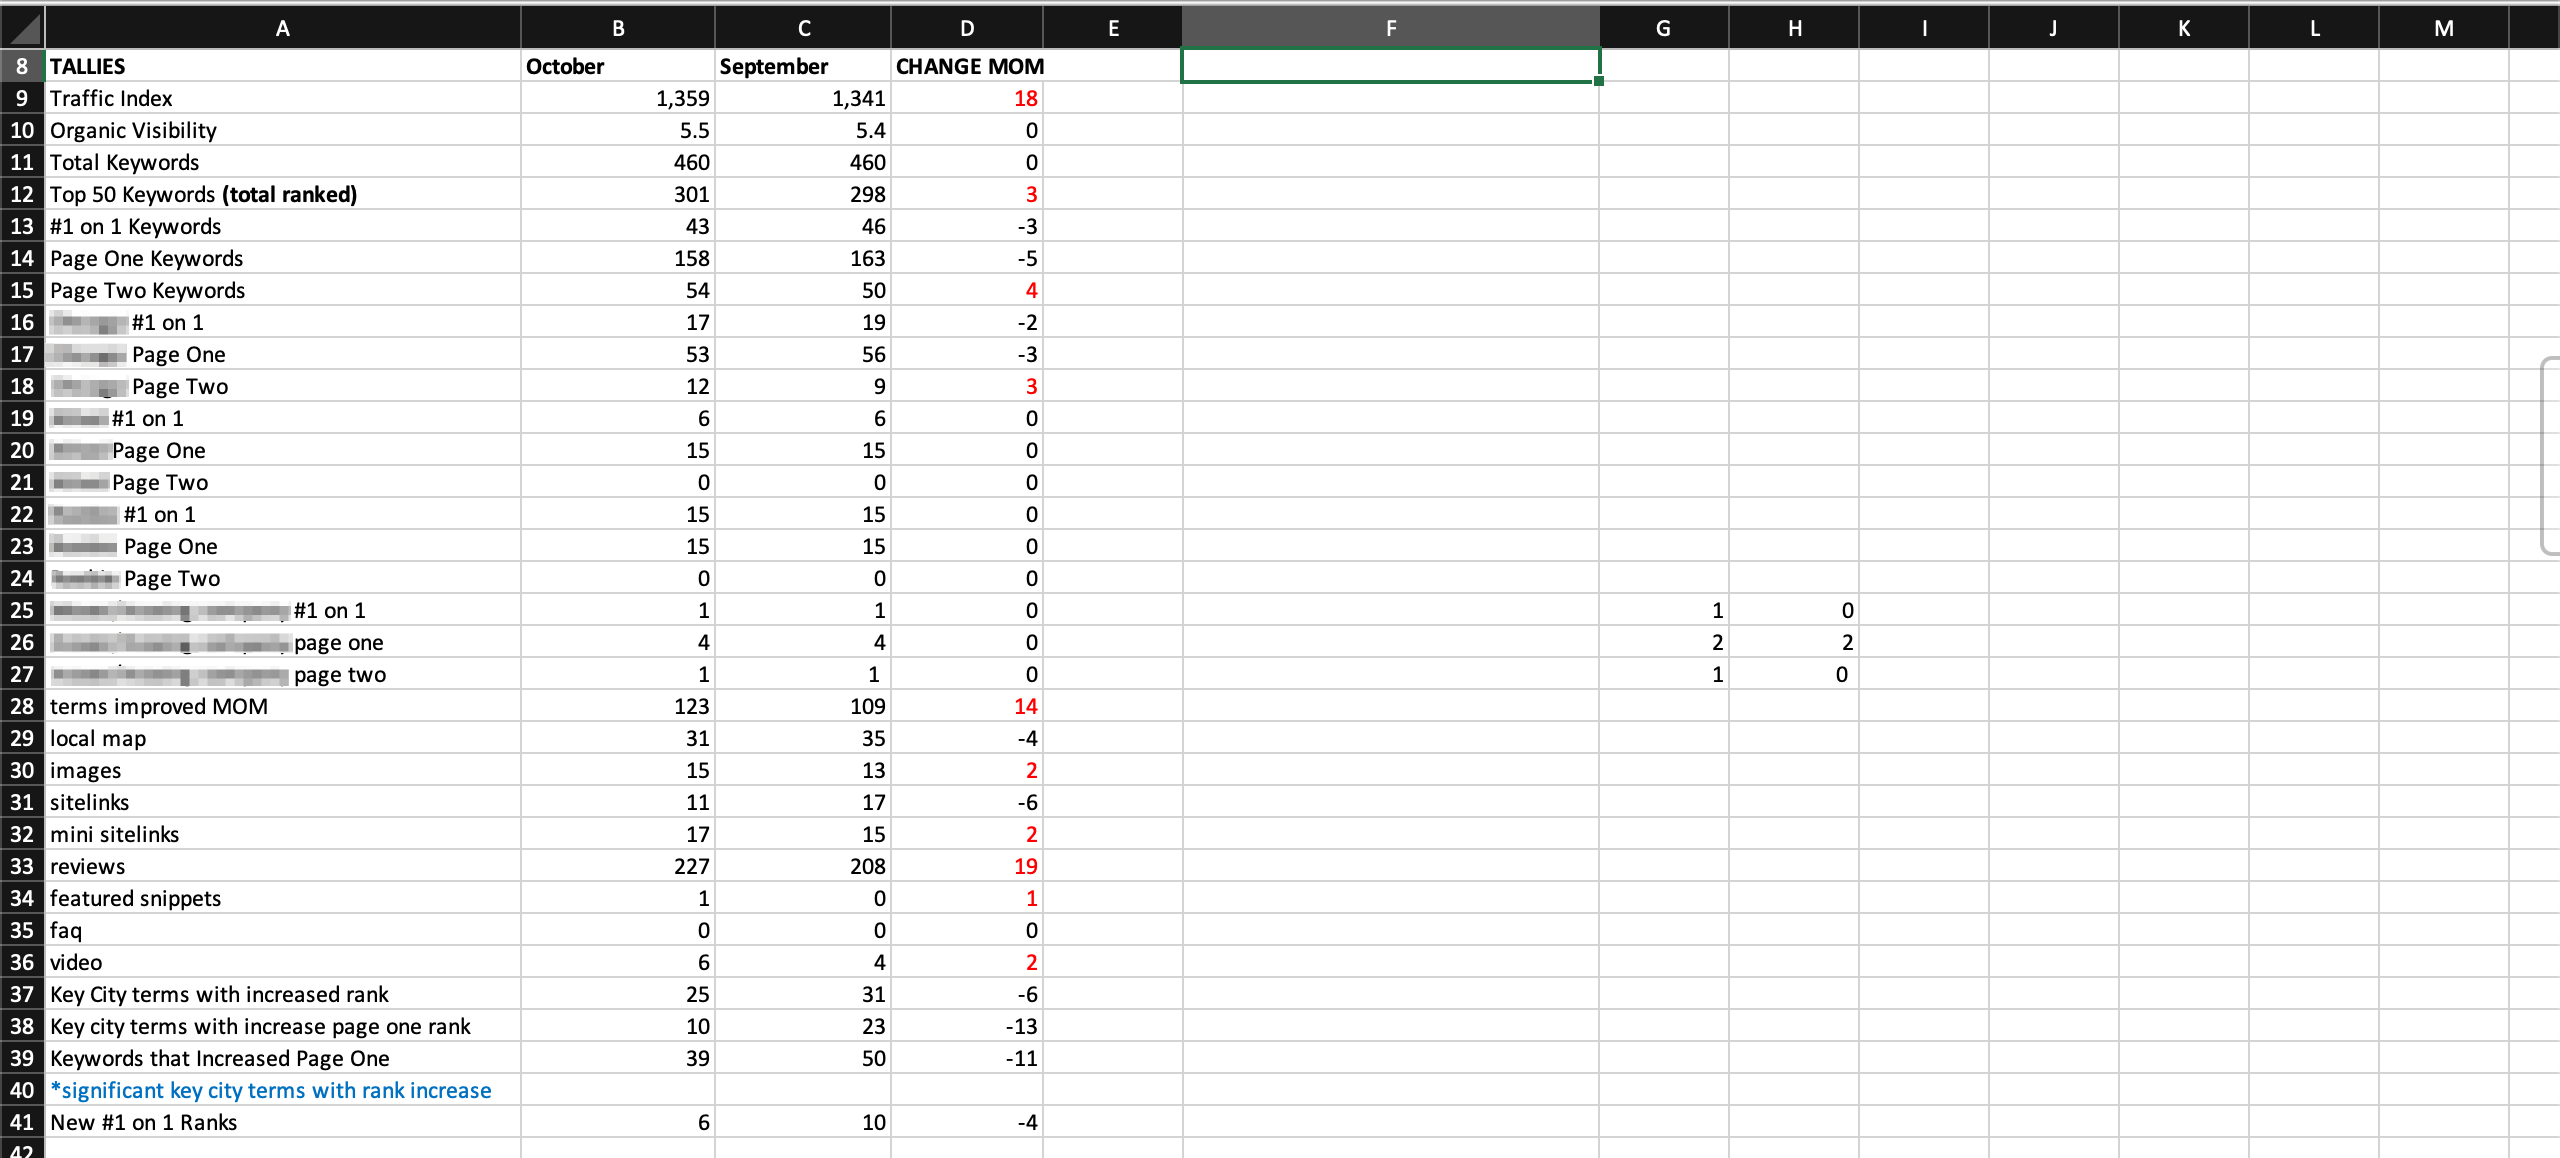 A B C D E F G H I J K L M
8 TALLIES October September CHANGE MOM
9 Traffic Index 1,359 1,341 18
10 Organic Visibility 5.5 5.4 0
11 Total Keywords 460 460 0
12 Top 50 Keywords (total ranked) 301 298 3
13 #1 on 1 Keywords 43 46 -3
14 Page One Keywords 158 163 -5
15 Page Two Keywords 54 50 4
16 #1 on 1 17 19 -2
17 Page One 53 56 -3
18 Page Two 12 9 3
19 #1 on 1 6 6 0
20 Page One 15 15 0
21 Page Two 0 0 0
22 #1 on 1 15 15 0
23 Page One 15 15 0
24 Page Two 0 0 0
25 #1 on 1 1 1 0 1 0
26 page one 4 4 0 2 2
27 page two 1 1 0 1 0
28 terms improved MOM 123 109 14
29 local map 31 35 -4
30 images 15 13 2
31 sitelinks 11 17 -6
32 mini sitelinks 17 15 2
33 reviews 227 208 19
34 featured snippets 1 0 1
35 faq 0 0 0
36 video 6 4 2
37 Key City terms with increased rank 25 31 -6
38 Key city terms with increase page one rank 10 23 -13
39 Keywords that Increased Page One 39 50 -11
40 *significant key city terms with rank increase
41 New #1 on 1 Ranks 6 10 -4
42